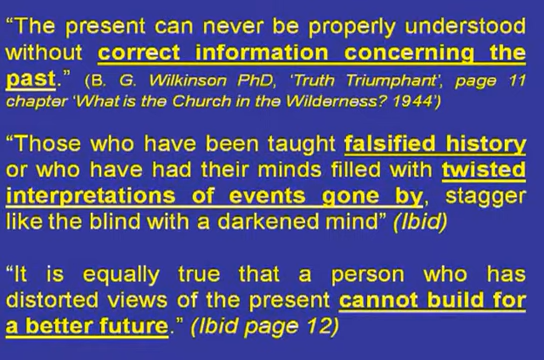 “The present can never be properly understood
without correct information concerning the
past.” (B. G. Wilkinson PhD, ‘Truth Triumphant’, page 11
chapter ‘What is the Church in the Wilderness? 1944’)
“Those who have been taught falsified history
or who have had their minds filled with twisted
interpretations of events gone by, stagger
like the blind with a darkened mind” (Ibid)
“It is equally true that a person who has
distorted views of the present cannot build for
a better future.” (Ibid page 12)